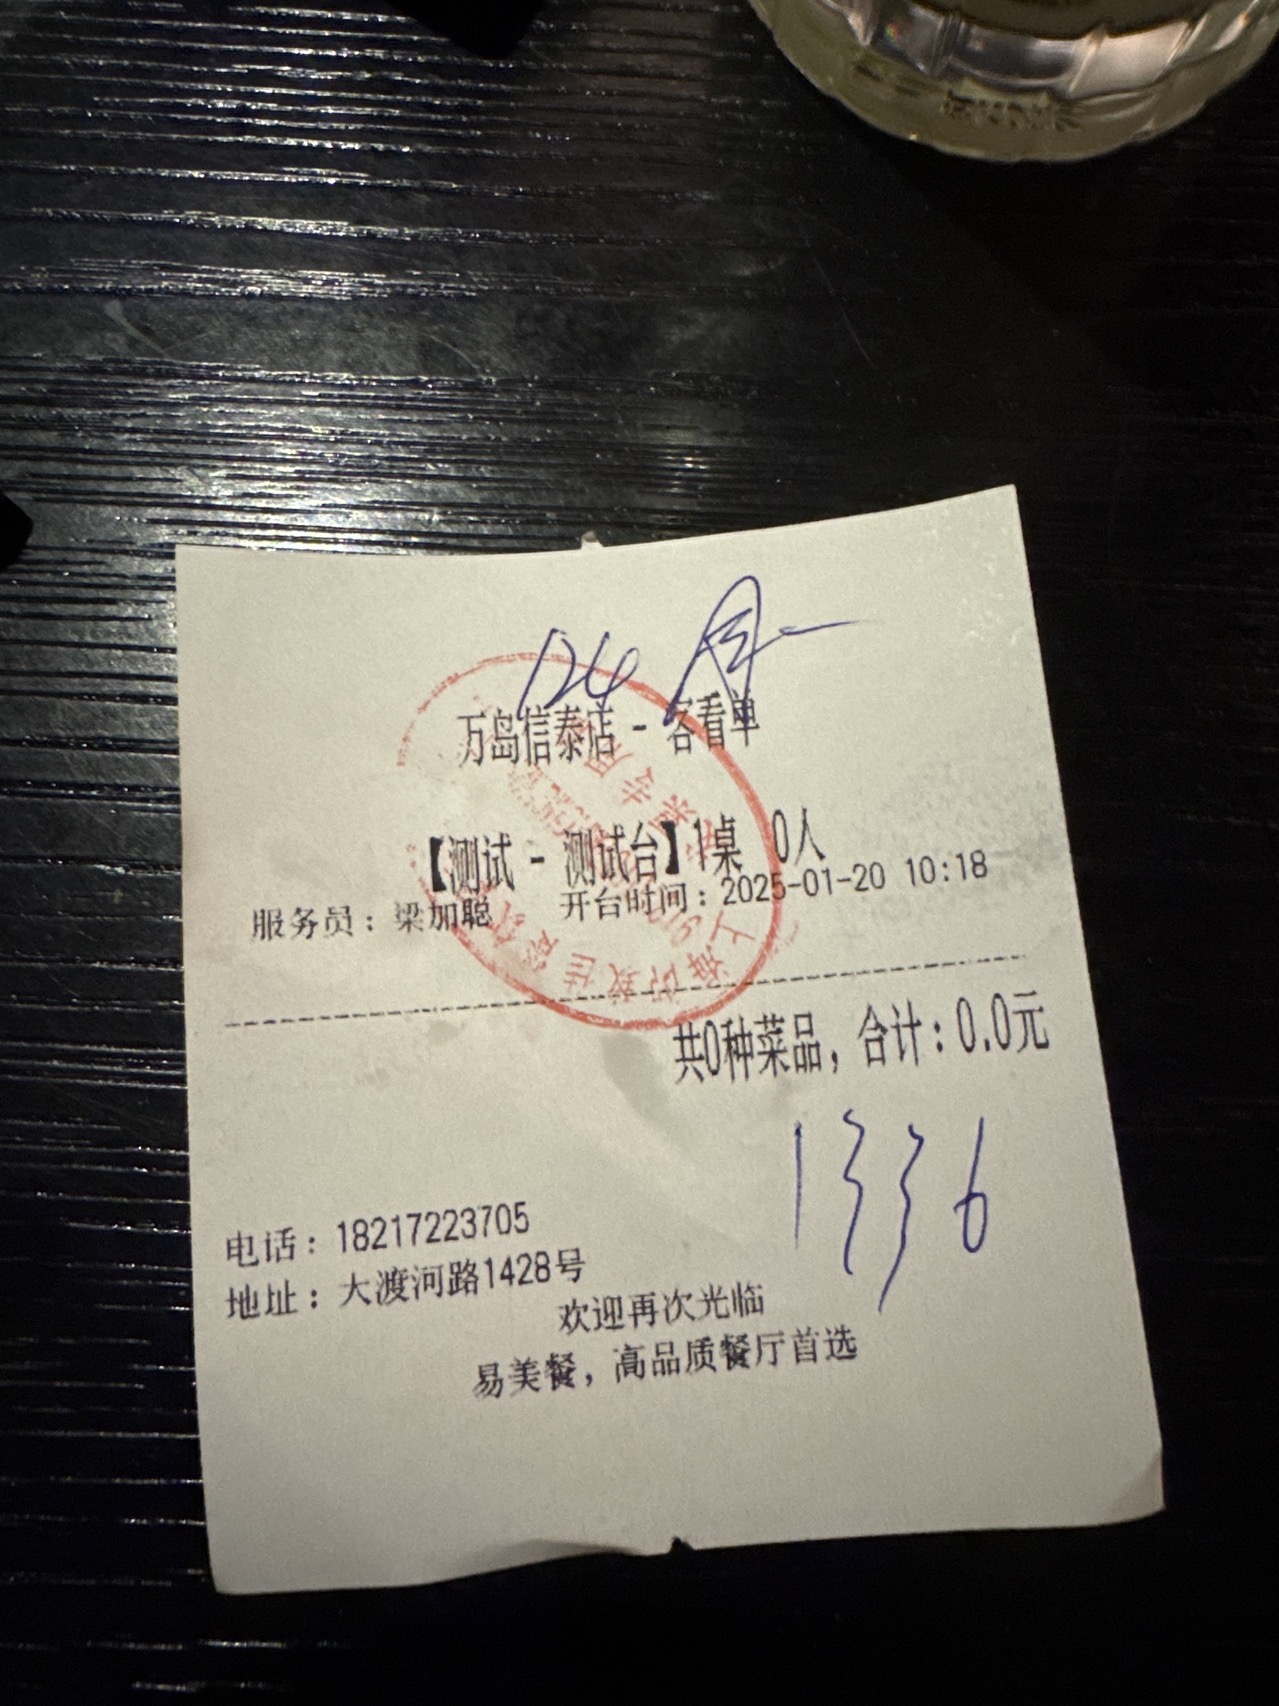 万岛信泰店 - 客看单
【测试 - 测试台】1桌 0人
服务员：梁加聪 开台时间：2025-01-20 10:18
共0种菜品，合计：0.0元
1336
电话：18217223705
地址：大渡河路1428号
欢迎再次光临
易美餐，高品质餐厅首选